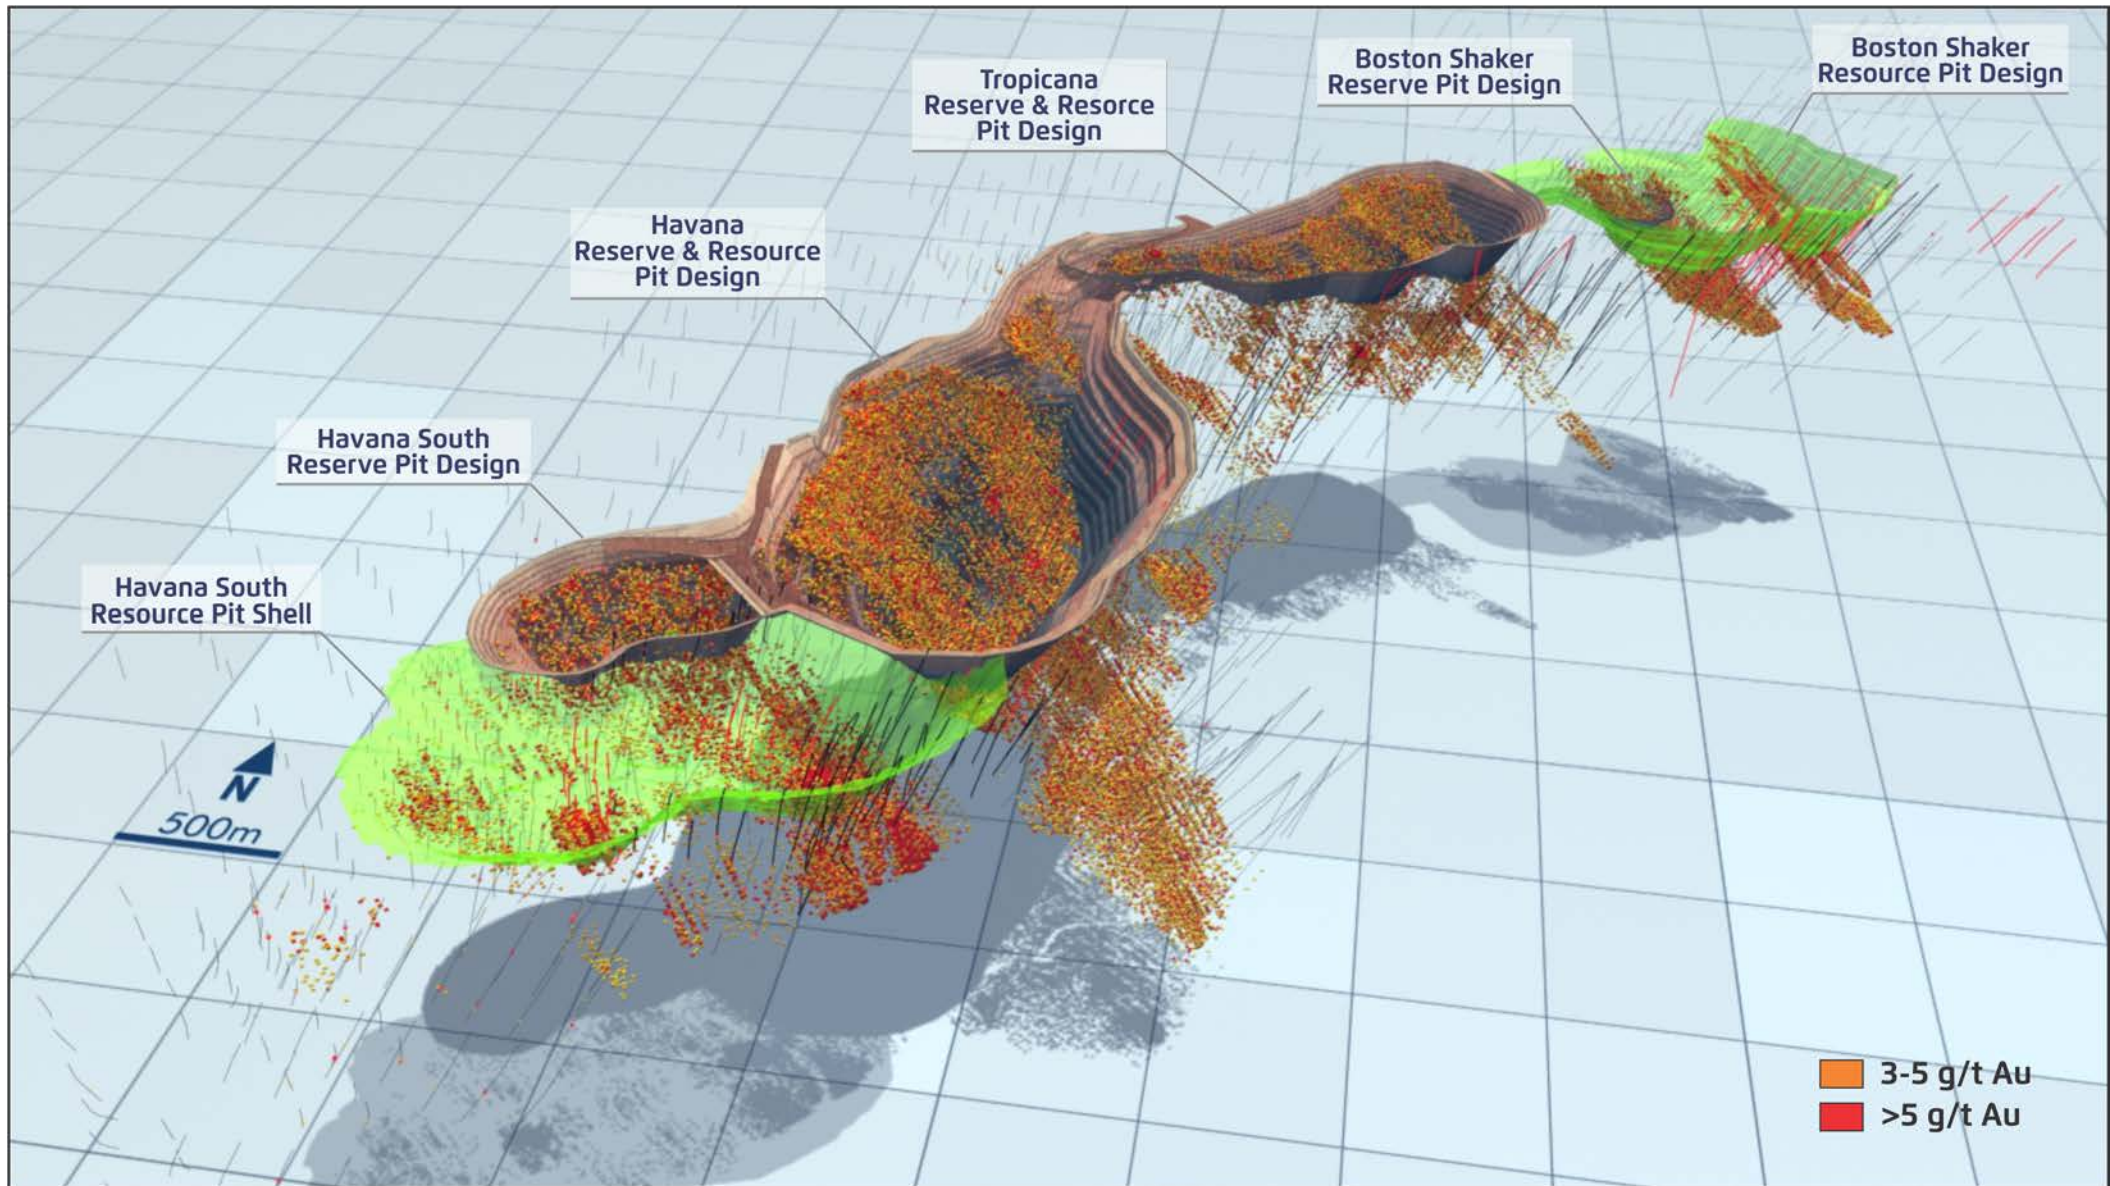 Boston Shaker
Resource Pit Design
Boston Shaker
Reserve Pit Design
Tropicana
Reserve & Resorce
Pit Design
Havana
Reserve & Resource
Pit Design
Havana South
Reserve Pit Design
Havana South
Resource Pit Shell
N
500m
3-5 g/t Au
>5 g/t Au